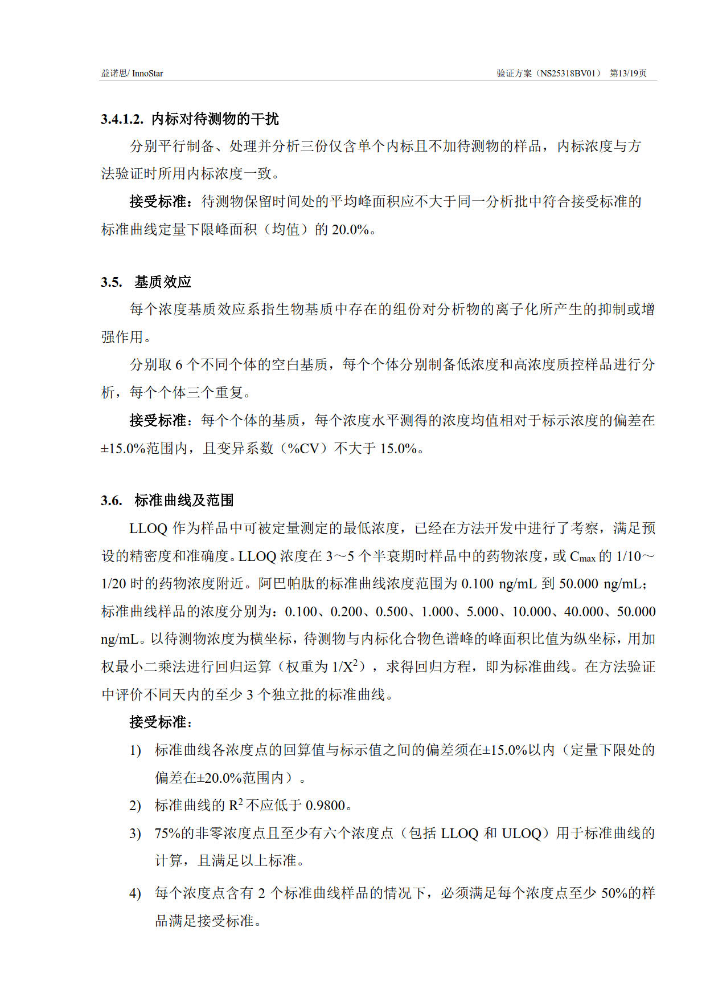 益诺思/ InnoStar
验证方案（NS25318BV01） 第13/19页
3.4.1.2. 内标对待测物的干扰
分别平行制备、处理并分析三份仅含单个内标且不加待测物的样品，内标浓度与方
法验证时所用内标浓度一致。
接受标准：待测物保留时间处的平均峰面积应不大于同一分析批中符合接受标准的
标准曲线定量下限峰面积（均值）的 20.0%。
3.5. 基质效应
每个浓度基质效应系指生物基质中存在的组份对分析物的离子化所产生的抑制或增
强作用。
分别取 6 个不同个体的空白基质，每个个体分别制备低浓度和高浓度质控样品进行分
析，每个个体三个重复。
接受标准：每个个体的基质，每个浓度水平测得的浓度均值相对于标示浓度的偏差在
±15.0%范围内，且变异系数（%CV）不大于 15.0%。
3.6. 标准曲线及范围
LLOQ 作为样品中可被定量测定的最低浓度，已经在方法开发中进行了考察，满足预
设的精密度和准确度。LLOQ 浓度在 3～5 个半衰期时样品中的药物浓度，或 Cmax 的 1/10～
1/20 时的药物浓度附近。阿巴帕肽的标准曲线浓度范围为 0.100 ng/mL 到 50.000 ng/mL；
标准曲线样品的浓度分别为：0.100、0.200、0.500、1.000、5.000、10.000、40.000、50.000
ng/mL。以待测物浓度为横坐标，待测物与内标化合物色谱峰的峰面积比值为纵坐标，用加
权最小二乘法进行回归运算（权重为 1/X²），求得回归方程，即为标准曲线。在方法验证
中评价不同天内的至少 3 个独立批的标准曲线。
接受标准：
1) 标准曲线各浓度点的回算值与标示值之间的偏差须在±15.0%以内（定量下限处的
偏差在±20.0%范围内）。
2) 标准曲线的 R² 不应低于 0.9800。
3) 75%的非零浓度点且至少有六个浓度点（包括 LLOQ 和 ULOQ）用于标准曲线的
计算，且满足以上标准。
4) 每个浓度点含有 2 个标准曲线样品的情况下，必须满足每个浓度点至少 50%的样
品满足接受标准。